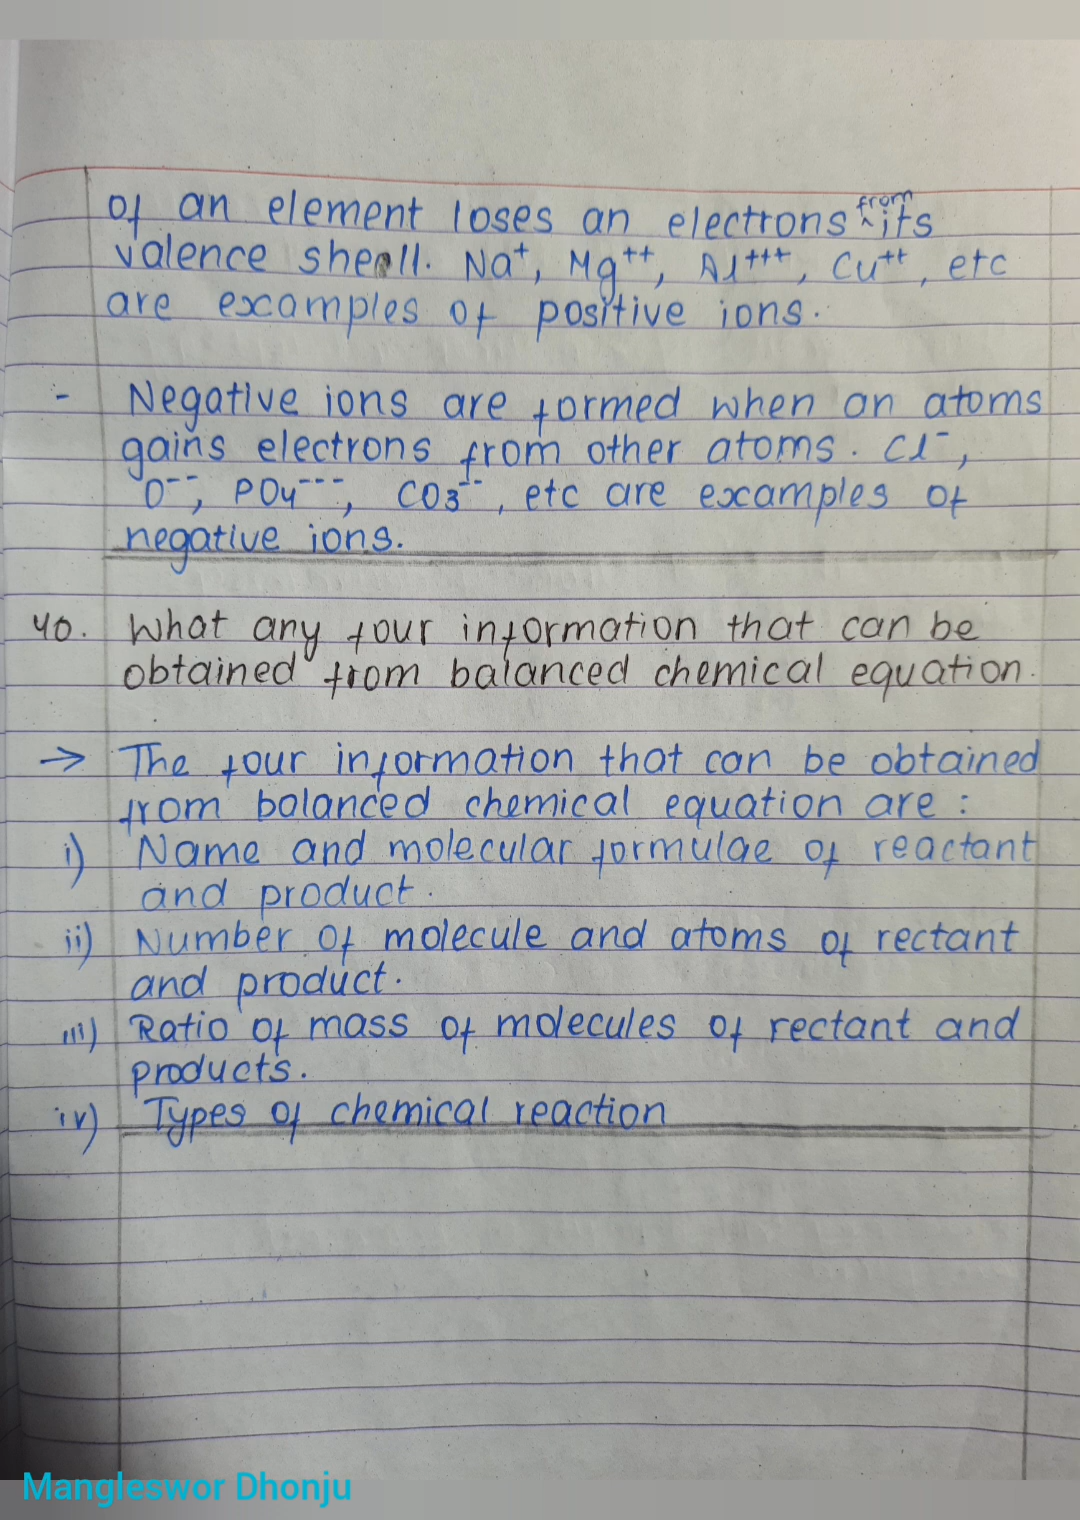 of an element loses an electrons from its
valence shell. Na⁺, Mg⁺⁺, Al⁺⁺⁺, Cu⁺⁺, etc
are examples of positive ions.
- Negative ions are formed when an atoms
gains electrons from other atoms. Cl⁻,
O⁻⁻, PO₄⁻⁻⁻, CO₃⁻⁻, etc are examples of
negative ions.
40. What any four information that can be
obtained from balanced chemical equation.
→ The four information that can be obtained
from balanced chemical equation are :
i) Name and molecular formulae of reactant
and product.
ii) Number of molecule and atoms of rectant
and product.
iii) Ratio of mass of molecules of rectant and
products.
iv) Types of chemical reaction
Mangleswor Dhonju